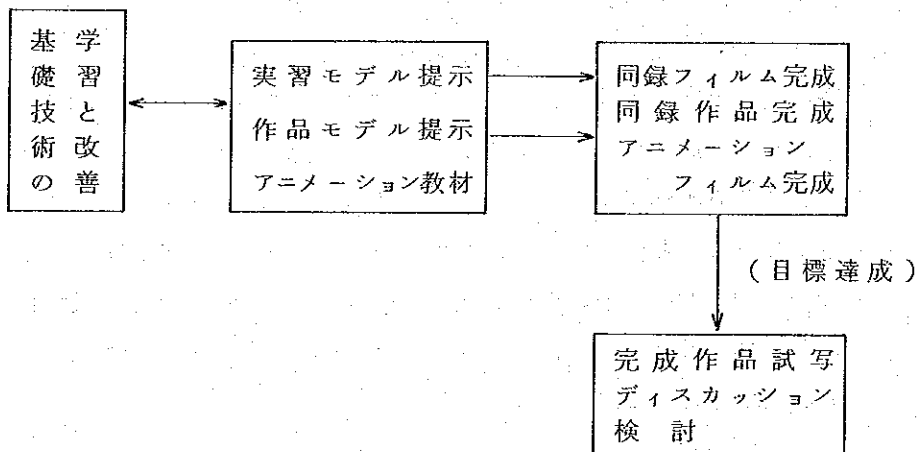 基礎技術の
学習と改善
実習モデル提示
作品モデル提示
アニメーション教材
同録フィルム完成
同録作品完成
アニメーション
フィルム完成
(目標達成)
完成作品試写
ディスカッション
検討